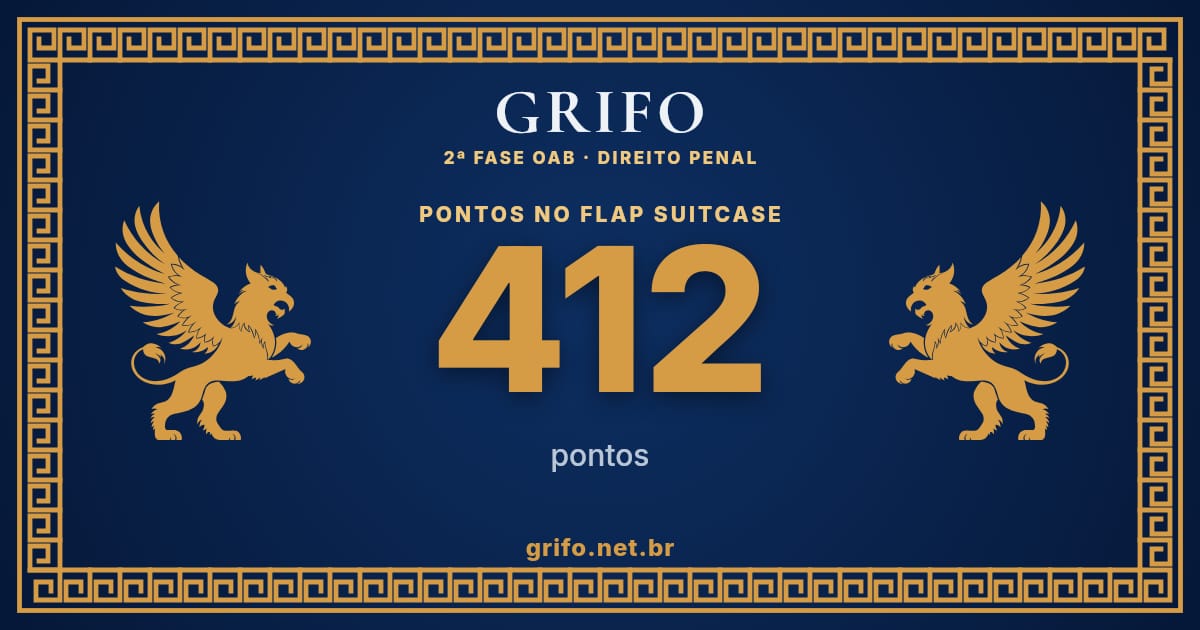 GRIFO
2ª FASE OAB · DIREITO PENAL
PONTOS NO FLAP SUITCASE
412
pontos
grifo.net.br